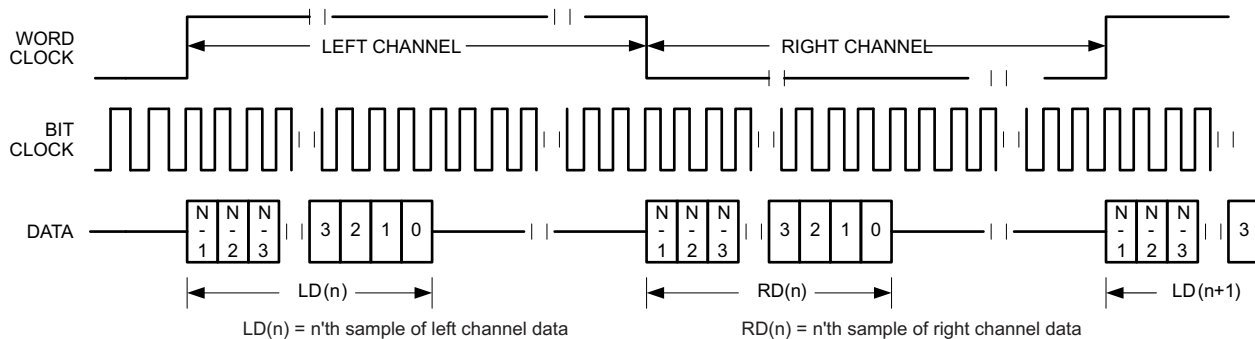 WORD
CLOCK
LEFT CHANNEL
RIGHT CHANNEL
BIT
CLOCK
DATA
N
-
1
N
-
2
N
-
3
3 2 1 0
N
-
1
N
-
2
N
-
3
3 2 1 0
N
-
1
N
-
2
N
-
3
3
LD(n)
RD(n)
LD(n+1)
LD(n) = n'th sample of left channel data
RD(n) = n'th sample of right channel data